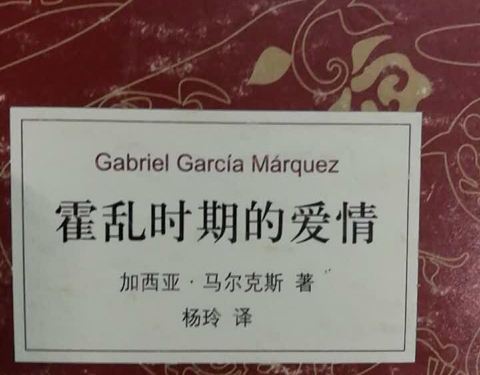 Gabriel García Márquez
霍乱时期的爱情
加西亚·马尔克斯 著
杨玲 译